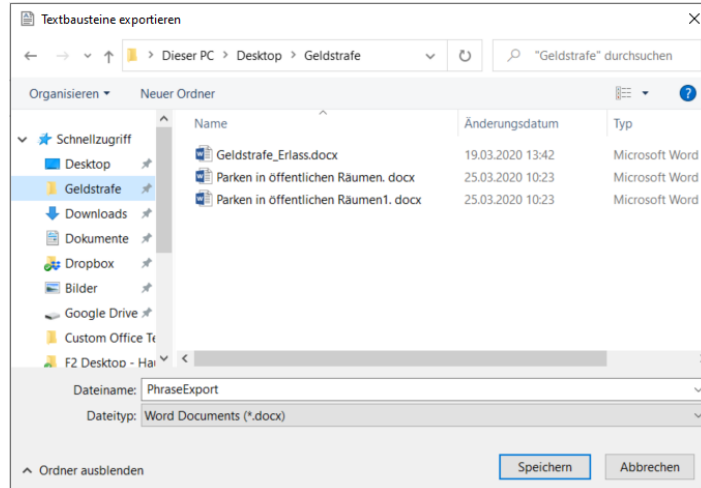 Textbausteine exportieren
Dieser PC > Desktop > Geldstrafe
"Geldstrafe" durchsuchen
Organisieren
Neuer Ordner
?
Name
Änderungsdatum
Typ
Schnellzugriff
Desktop
Geldstrafe
Downloads
Dokumente
Dropbox
Bilder
Google Drive
Custom Office Te
F2 Desktop - Hau
Geldstrafe_Erlass.docx 19.03.2020 13:42 Microsoft Word
Parken in öffentlichen Räumen. docx 25.03.2020 10:23 Microsoft Word
Parken in öffentlichen Räumen1. docx 25.03.2020 10:23 Microsoft Word
Dateiname: PhraseExport
Dateityp: Word Documents (*.docx)
Ordner ausblenden
Speichern
Abbrechen